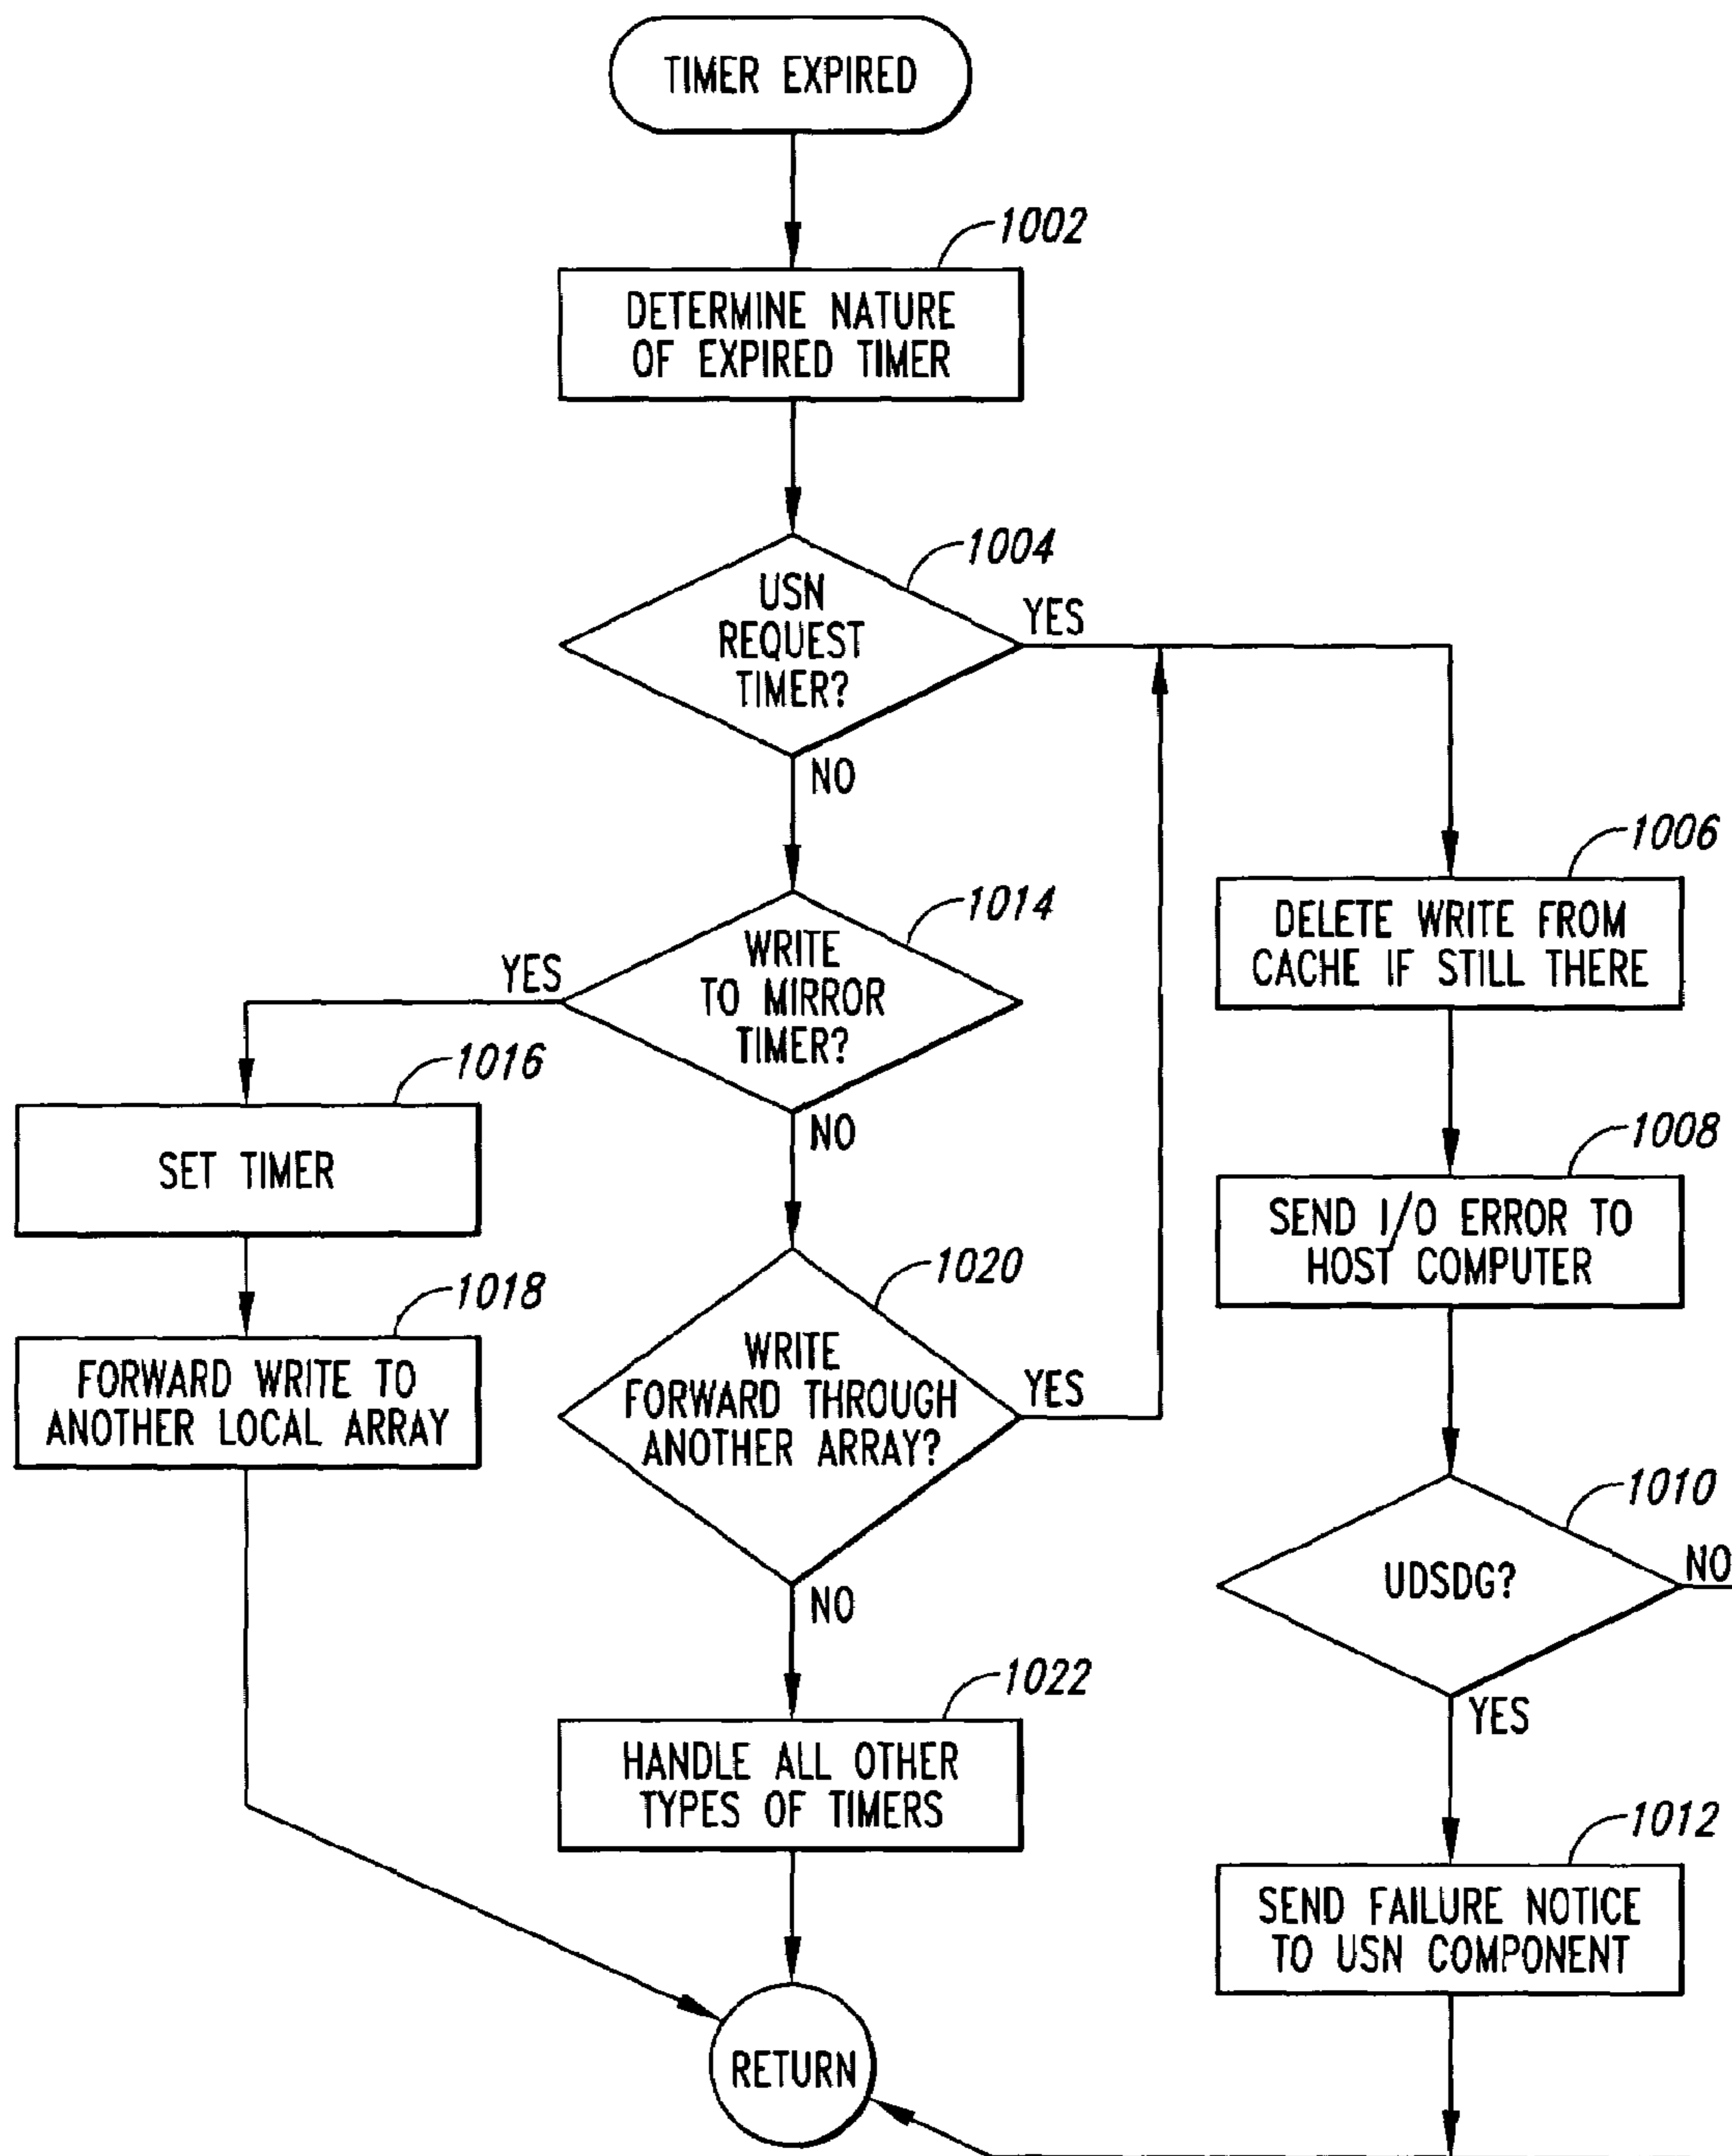 TIMER EXPIRED
1002
DETERMINE NATURE
OF EXPIRED TIMER
1004
USN
REQUEST
TIMER?
YES
NO
1014
WRITE
TO MIRROR
TIMER?
YES
NO
1016
SET TIMER
1018
FORWARD WRITE TO
ANOTHER LOCAL ARRAY
1020
WRITE
FORWARD THROUGH
ANOTHER ARRAY?
YES
NO
1022
HANDLE ALL OTHER
TYPES OF TIMERS
1006
DELETE WRITE FROM
CACHE IF STILL THERE
1008
SEND I/O ERROR TO
HOST COMPUTER
1010
UDSDG?
NO
YES
1012
SEND FAILURE NOTICE
TO USN COMPONENT
RETURN